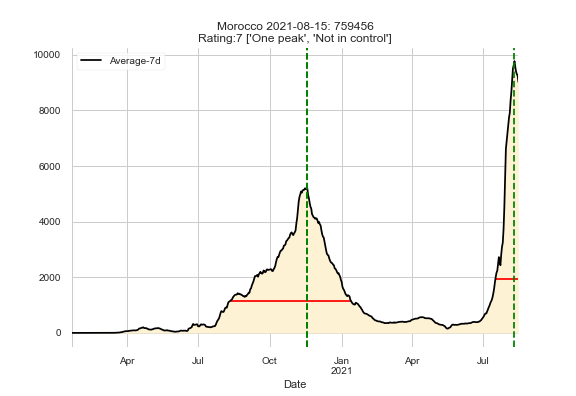 Morocco 2021-08-15: 759456
Rating:7 ['One peak', 'Not in control']
Average-7d
10000
8000
6000
4000
2000
0
Apr Jul Oct Jan Apr Jul
2021
Date